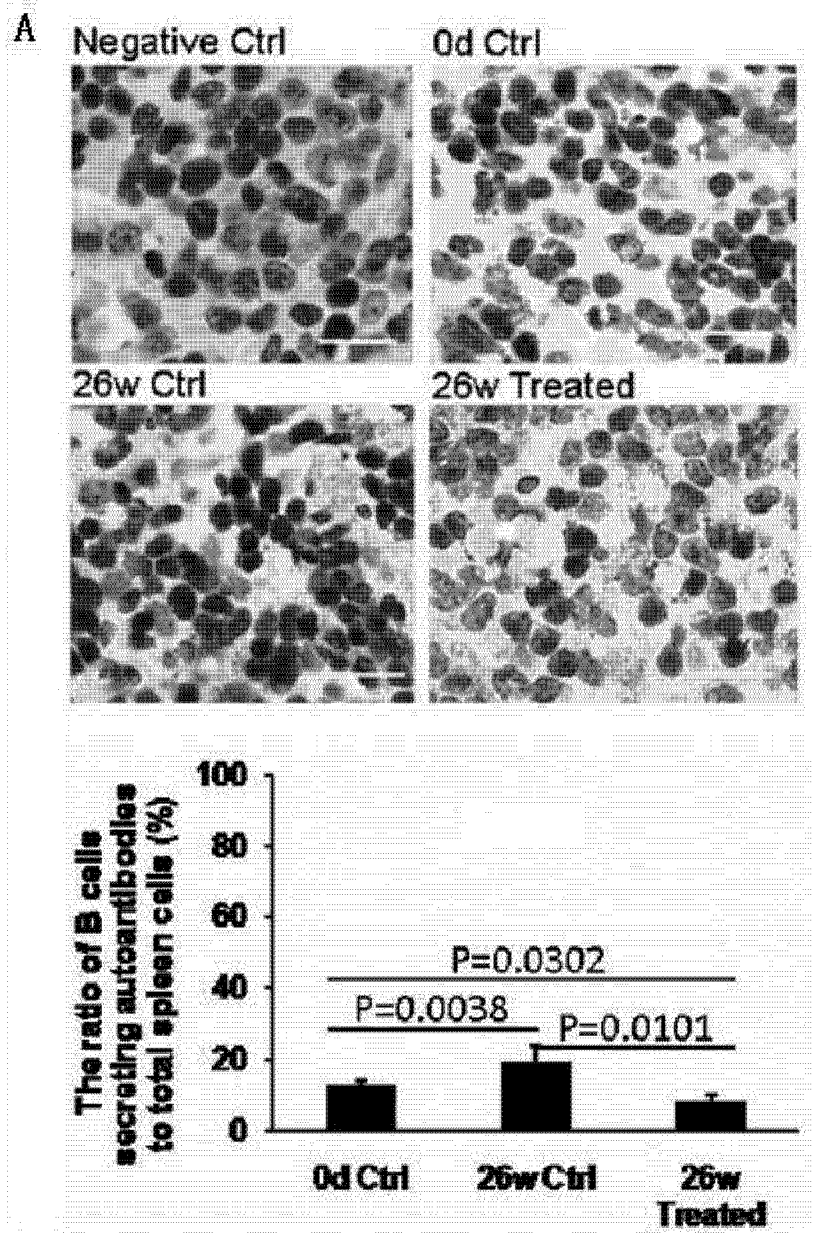 A
Negative Ctrl
0d Ctrl
26w Ctrl
26w Treated
The ratio of B cells
secreting autoantibodies
to total spleen cells (%)
100
80
60
40
20
0
P=0.0302
P=0.0038
P=0.0101
0d Ctrl
26w Ctrl
26w
Treated